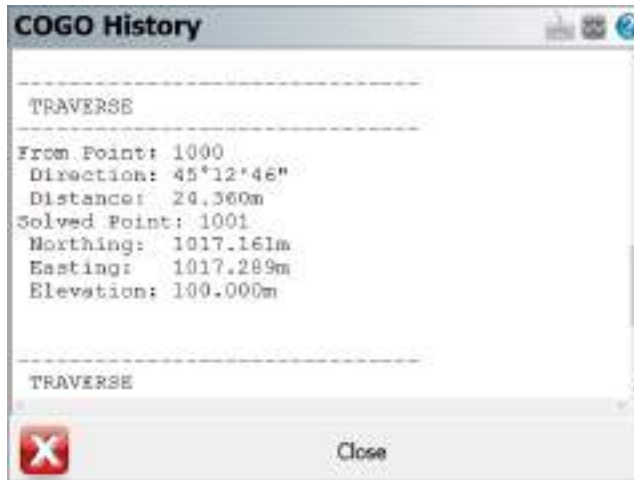 COGO History
--------------------------------
TRAVERSE
--------------------------------
From Point: 1000
Direction: 45°12'46"
Distance: 24.360m
Solved Point: 1001
Northing: 1017.161m
Easting: 1017.289m
Elevation: 100.000m
--------------------------------
TRAVERSE
Close